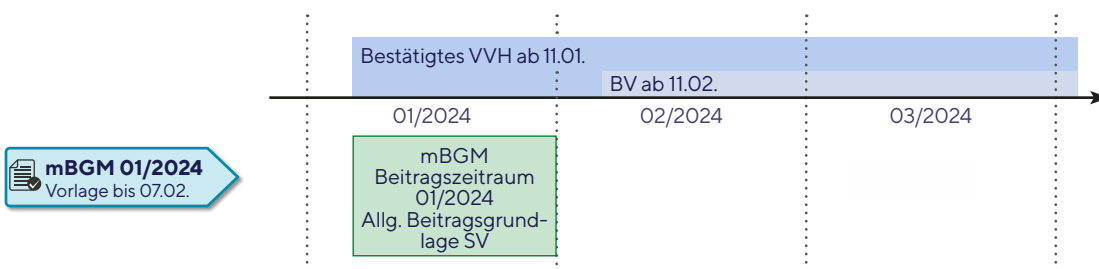 Bestätigtes VVH ab 11.01.
BV ab 11.02.
01/2024
02/2024
03/2024
mBGM 01/2024
Vorlage bis 07.02.
mBGM
Beitragszeitraum
01/2024
Allg. Beitragsgrund-
lage SV